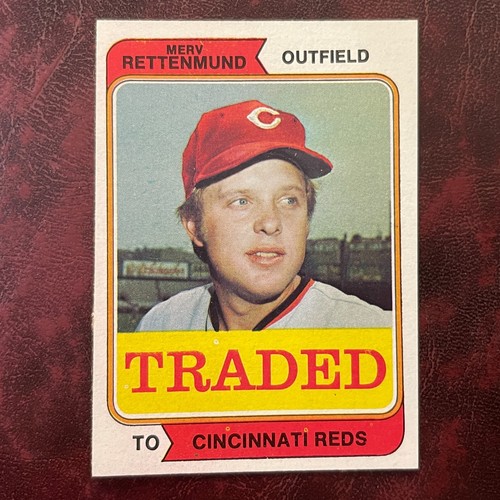 MERV
RETTENMUND
OUTFIELD
C
TRADED
TO CINCINNATI REDS